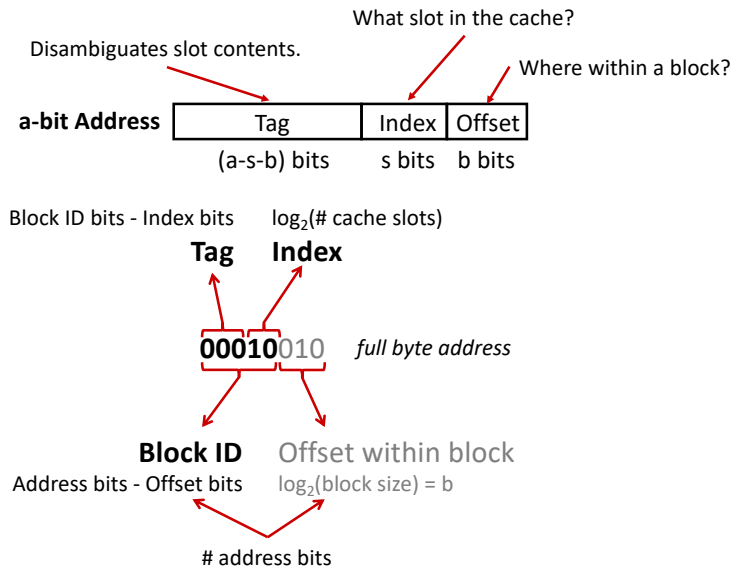 What slot in the cache?
Disambiguates slot contents.
Where within a block?
a-bit Address Tag Index Offset
(a-s-b) bits s bits b bits
Block ID bits - Index bits log₂(# cache slots)
Tag Index
00010010 full byte address
Block ID Offset within block
Address bits - Offset bits log₂(block size) = b
# address bits